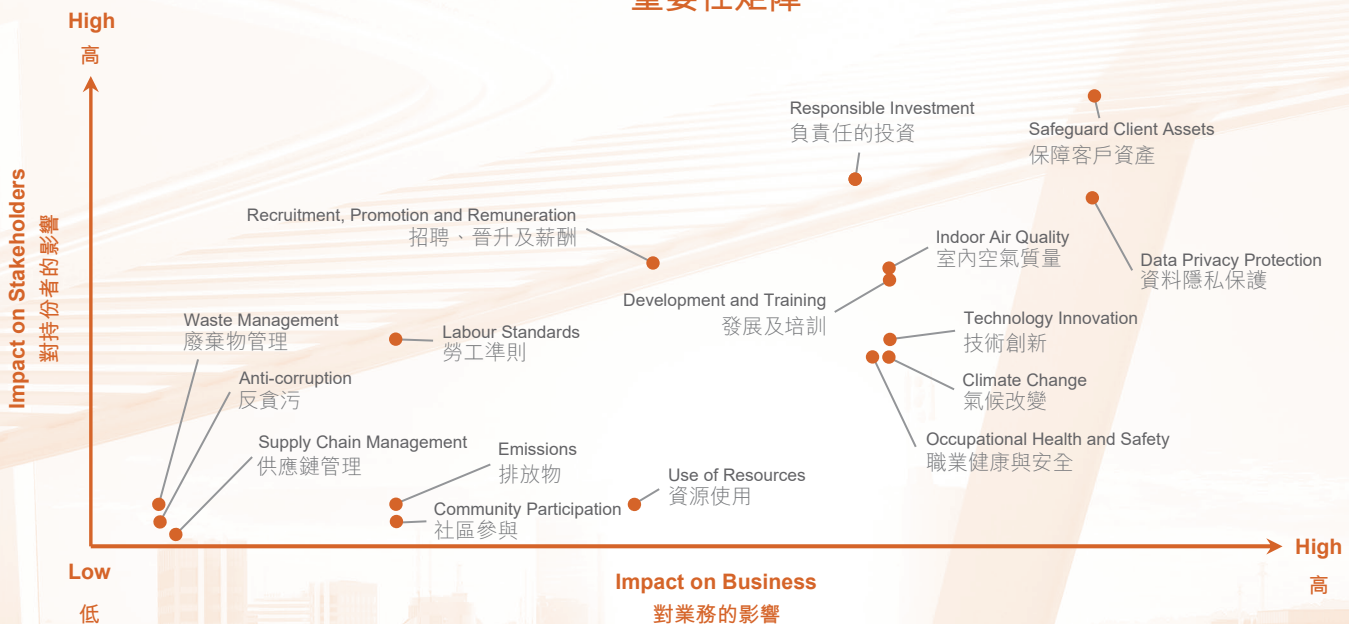 重要性矩陣
High
高
Responsible Investment
負責任的投資
Safeguard Client Assets
保障客戶資產
Recruitment, Promotion and Remuneration
招聘、晉升及薪酬
Indoor Air Quality
室內空氣質量
Data Privacy Protection
資料隱私保護
Development and Training
發展及培訓
Impact on Stakeholders
對持份者的影響
Waste Management
廢棄物管理
Labour Standards
勞工準則
Technology Innovation
技術創新
Anti-corruption
反貪污
Climate Change
氣候改變
Supply Chain Management
供應鏈管理
Emissions
排放物
Occupational Health and Safety
職業健康與安全
Use of Resources
資源使用
Community Participation
社區參與
Low
低
Impact on Business
對業務的影響
High
高